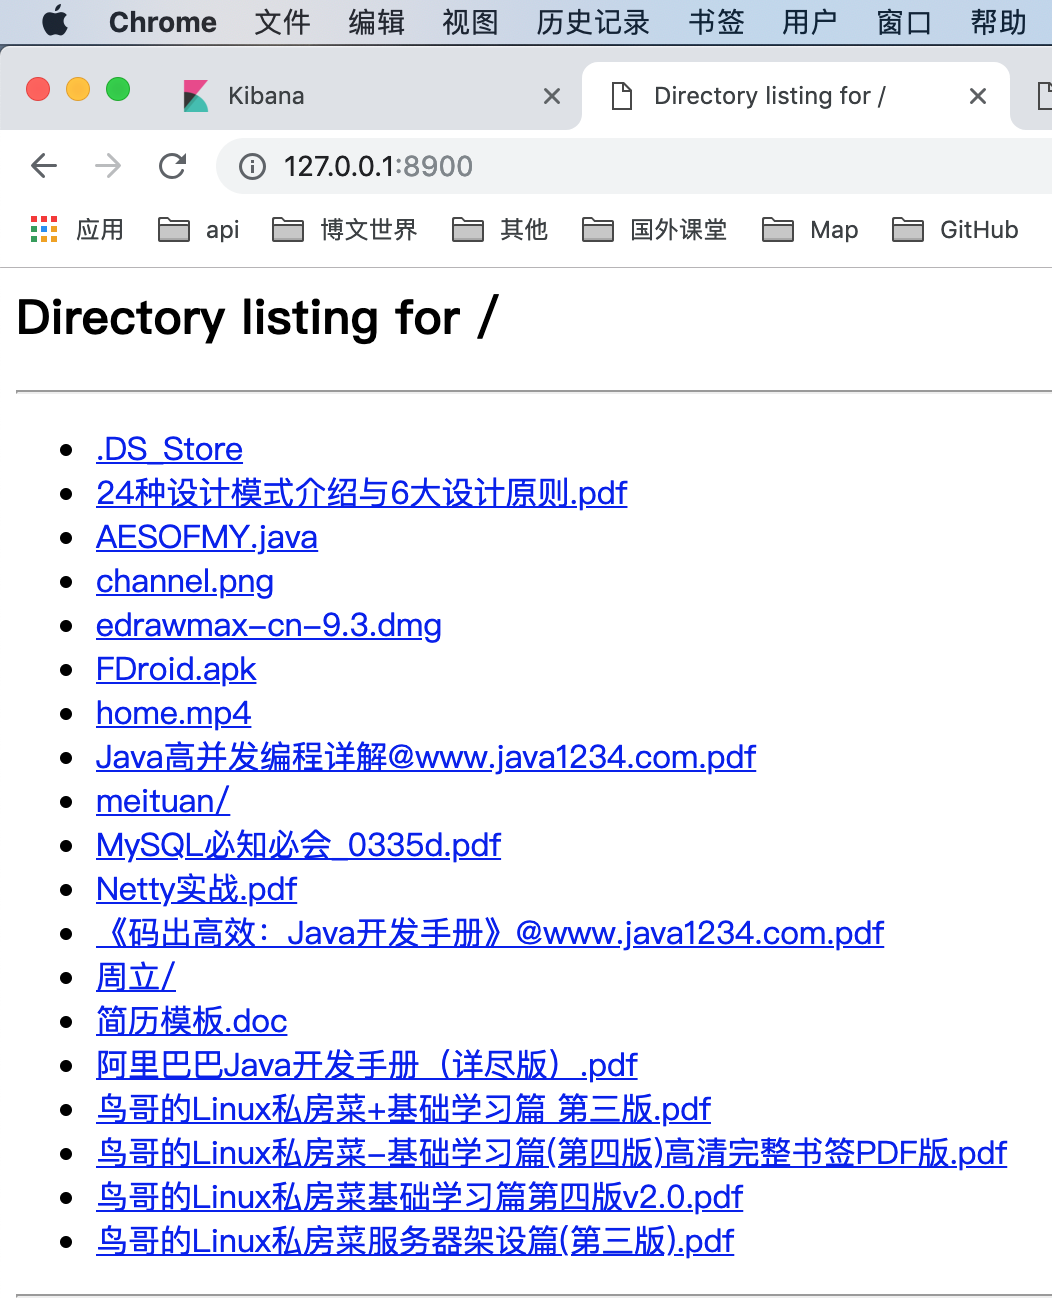 Chrome 文件 编辑 视图 历史记录 书签 用户 窗口 帮助
Kibana Directory listing for /
127.0.0.1:8900
应用 api 博文世界 其他 国外课堂 Map GitHub
Directory listing for /
.DS_Store
24种设计模式介绍与6大设计原则.pdf
AESOFMY.java
channel.png
edrawmax-cn-9.3.dmg
FDroid.apk
home.mp4
Java高并发编程详解@www.java1234.com.pdf
meituan/
MySQL必知必会_0335d.pdf
Netty实战.pdf
《码出高效：Java开发手册》@www.java1234.com.pdf
周立/
简历模板.doc
阿里巴巴Java开发手册（详尽版）.pdf
鸟哥的Linux私房菜+基础学习篇 第三版.pdf
鸟哥的Linux私房菜-基础学习篇(第四版)高清完整书签PDF版.pdf
鸟哥的Linux私房菜基础学习篇第四版v2.0.pdf
鸟哥的Linux私房菜服务器架设篇(第三版).pdf